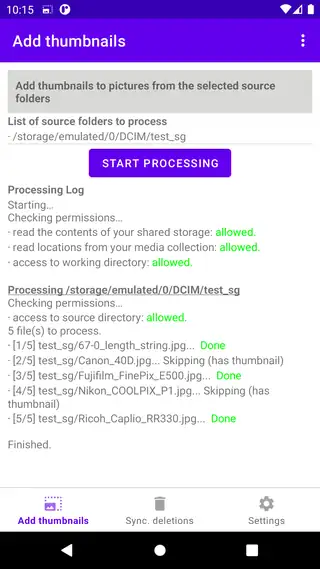 10:15
Add thumbnails
Add thumbnails to pictures from the selected source
folders
List of source folders to process
· /storage/emulated/0/DCIM/test_sg
START PROCESSING
Processing Log
Starting...
Checking permissions...
· read the contents of your shared storage: allowed.
· read locations from your media collection: allowed.
· access to working directory: allowed.
Processing /storage/emulated/0/DCIM/test_sg
Checking permissions...
· access to source directory: allowed.
5 file(s) to process.
· [1/5] test_sg/67-0_length_string.jpg... Done
· [2/5] test_sg/Canon_40D.jpg... Skipping (has thumbnail)
· [3/5] test_sg/Fujifilm_FinePix_E500.jpg... Done
· [4/5] test_sg/Nikon_COOLPIX_P1.jpg... Skipping (has
thumbnail)
· [5/5] test_sg/Ricoh_Caplio_RR330.jpg... Done
Finished.
Add thumbnails
Sync. deletions
Settings